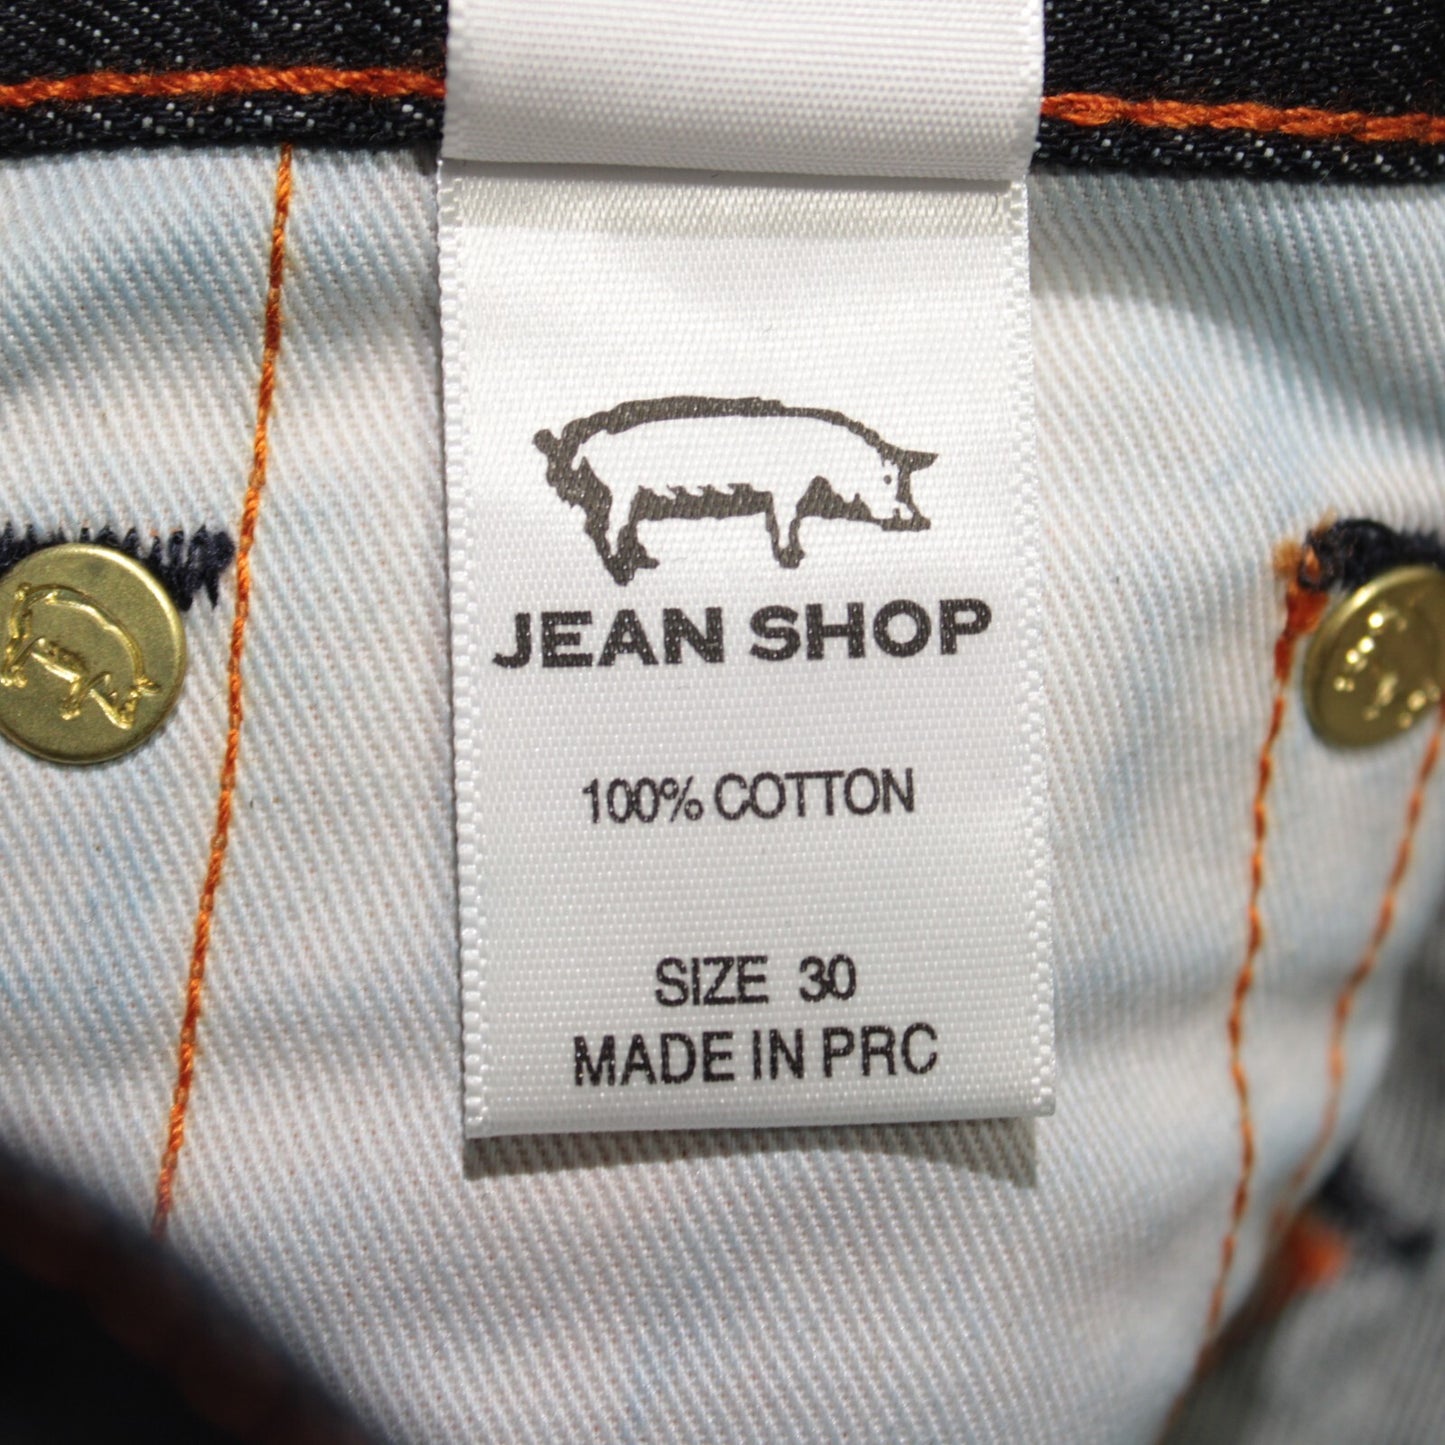 JEAN SHOP
100% COTTON
SIZE 30
MADE IN PRC